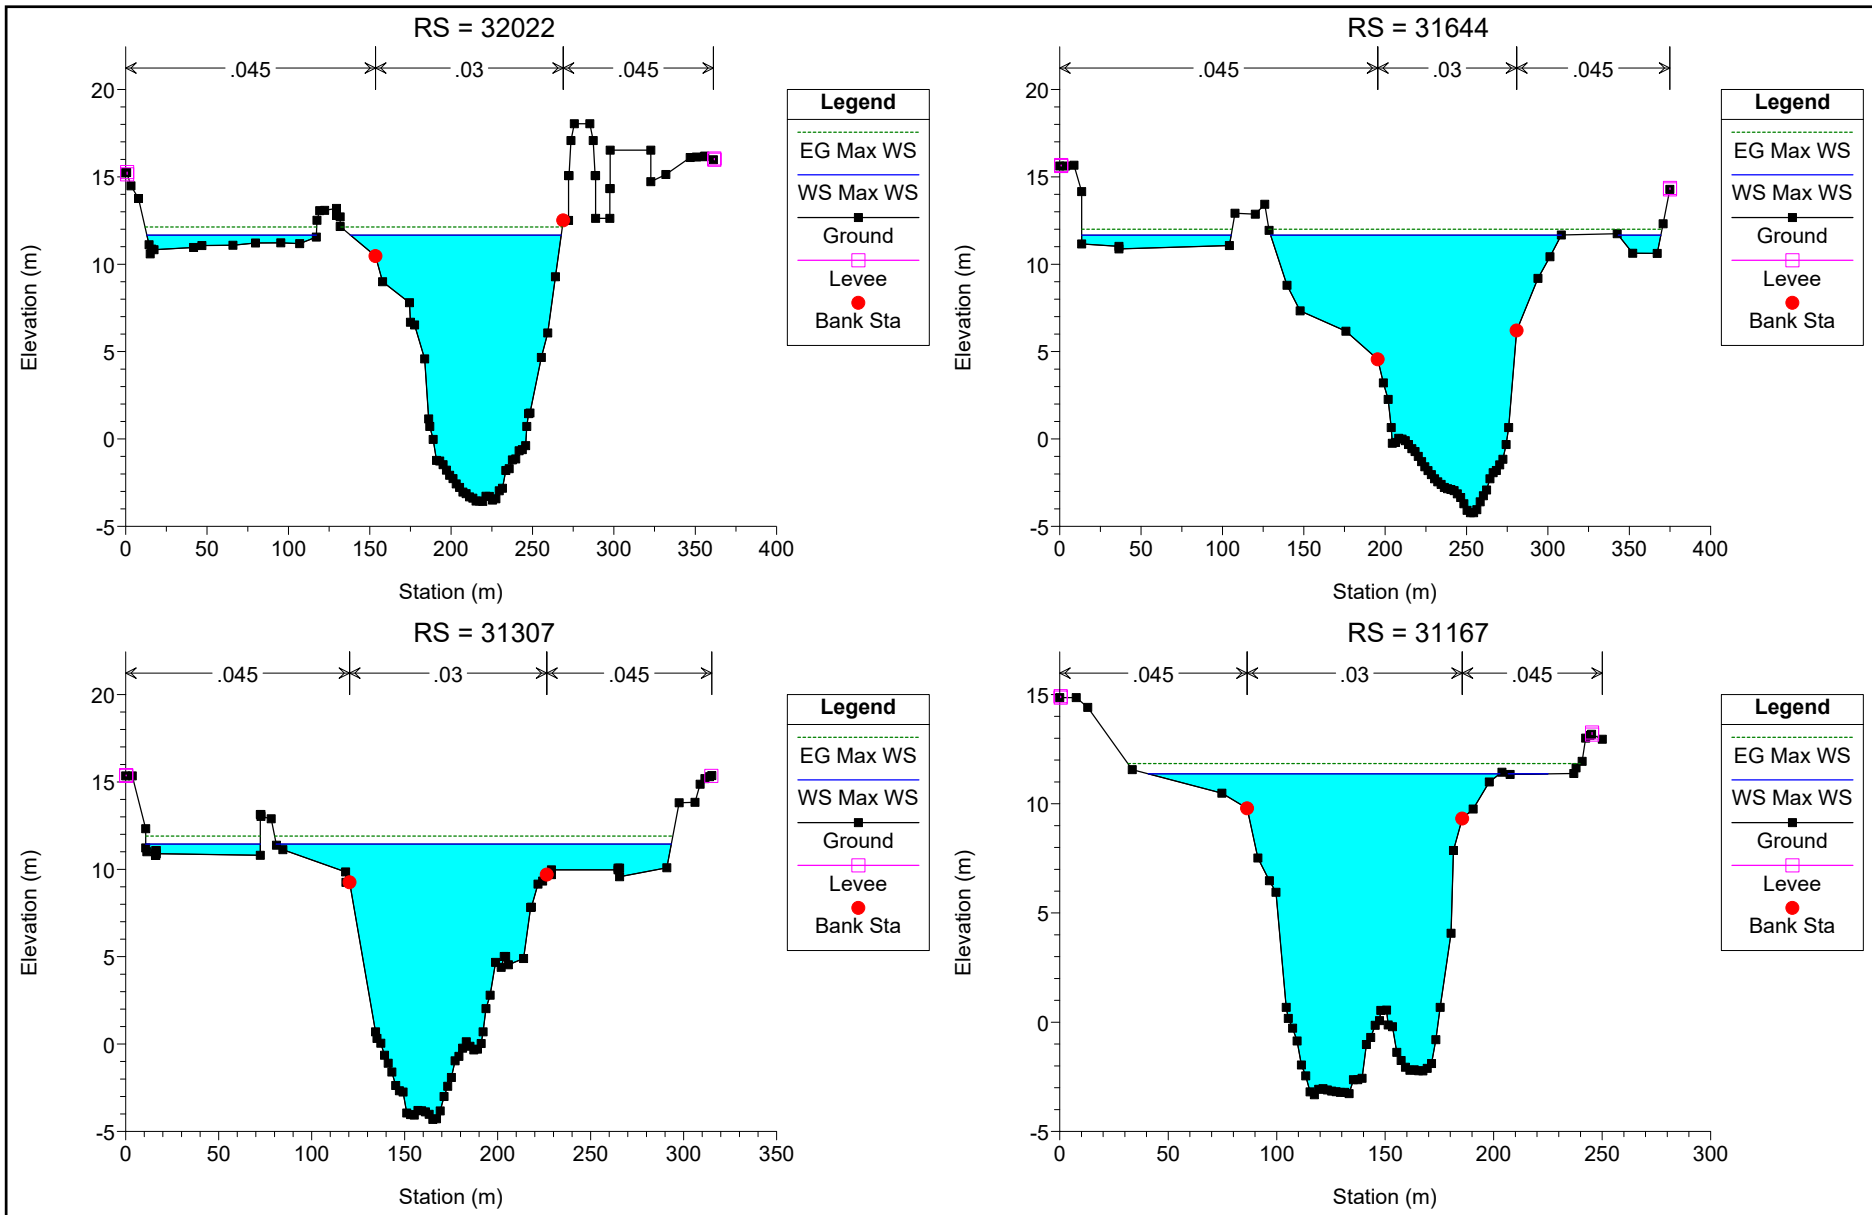 RS = 32022
.045 .03 .045
20
15
10
5
0
-5
0 50 100 150 200 250 300 350 400
Station (m)
Elevation (m)
Legend
EG Max WS
WS Max WS
Ground
Levee
Bank Sta
RS = 31644
.045 .03 .045
20
15
10
5
0
-5
0 50 100 150 200 250 300 350 400
Station (m)
Elevation (m)
Legend
EG Max WS
WS Max WS
Ground
Levee
Bank Sta
RS = 31307
.045 .03 .045
20
15
10
5
0
-5
0 50 100 150 200 250 300 350
Station (m)
Elevation (m)
Legend
EG Max WS
WS Max WS
Ground
Levee
Bank Sta
RS = 31167
.045 .03 .045
15
10
5
0
-5
0 50 100 150 200 250 300
Station (m)
Elevation (m)
Legend
EG Max WS
WS Max WS
Ground
Levee
Bank Sta